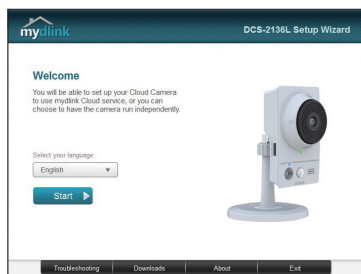 mydlink
DCS-2136L Setup Wizard
Welcome
You will be able to set up your Cloud Camera
to use mydlink Cloud service, or you can
choose to have the camera run independently.
Select your language:
English
Start
Troubleshooting
Downloads
About
Exit